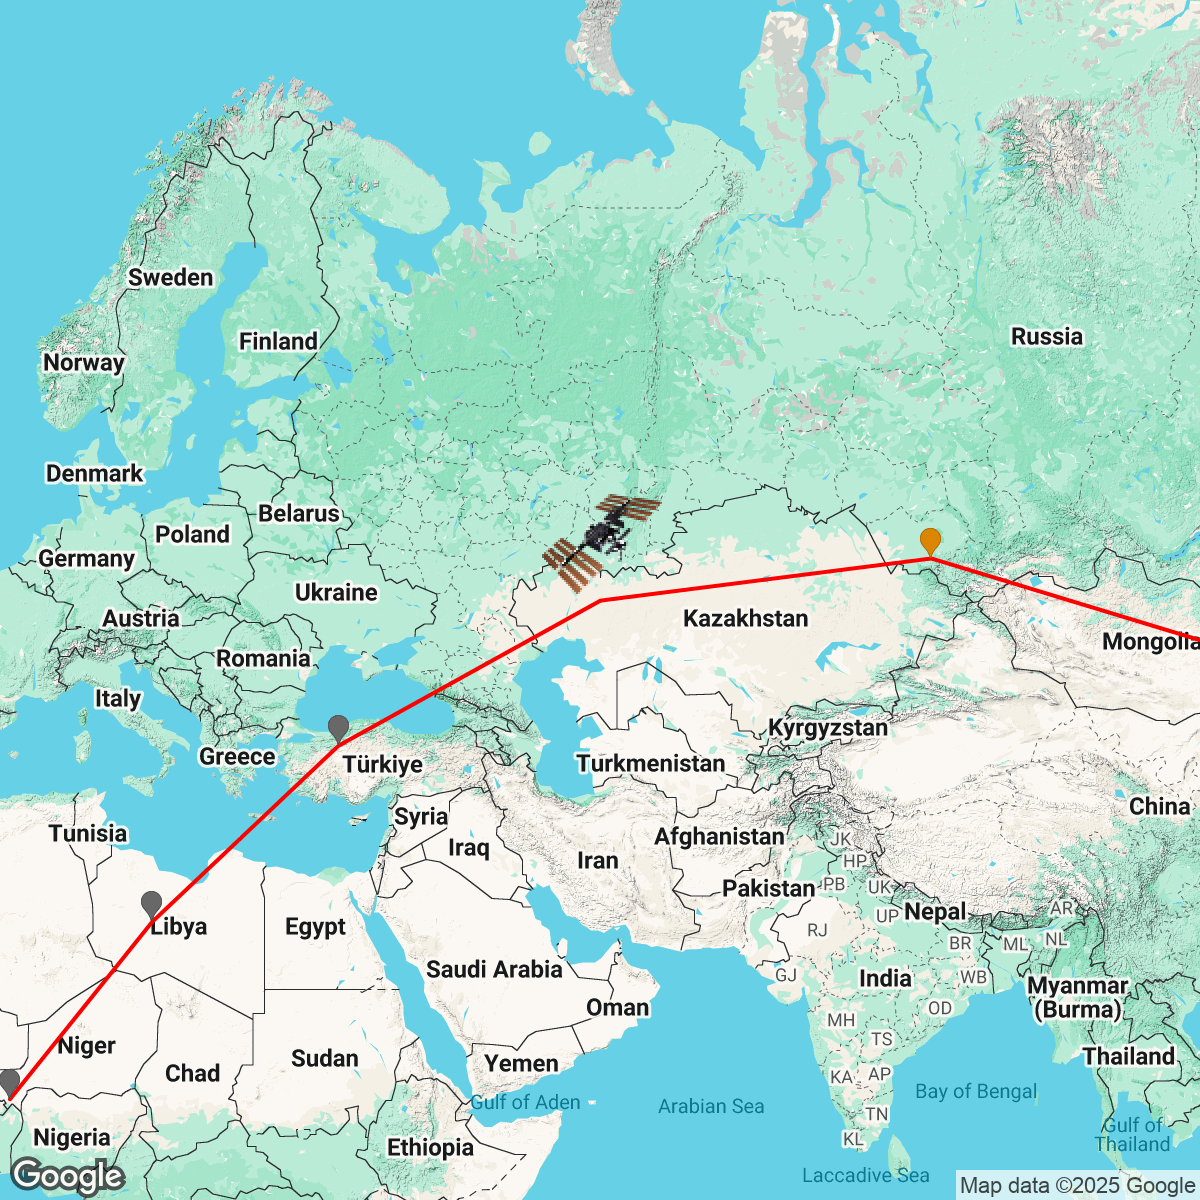 Sweden
Russia
Finland
Norway
Denmark
Belarus
Poland
Germany
Ukraine
Austria
Kazakhstan
Mongolia
Romania
Italy
Kyrgyzstan
Greece
Türkiye
Turkmenistan
China
Syria
Tunisia
Afghanistan
JK
Iraq
Iran
HP
Pakistan
PB
UK
Nepal
AR
UP
Libya
Egypt
RJ
BR
ML
NL
Saudi Arabia
GJ
India
WB
Myanmar
(Burma)
Oman
OD
MH
Niger
Sudan
Yemen
TS
Thailand
Chad
KA
AP
Bay of Bengal
Gulf of Aden
Arabian Sea
TN
Nigeria
Ethiopia
KL
Gulf of
Thailand
Laccadive Sea
Google
Map data ©2025 Google